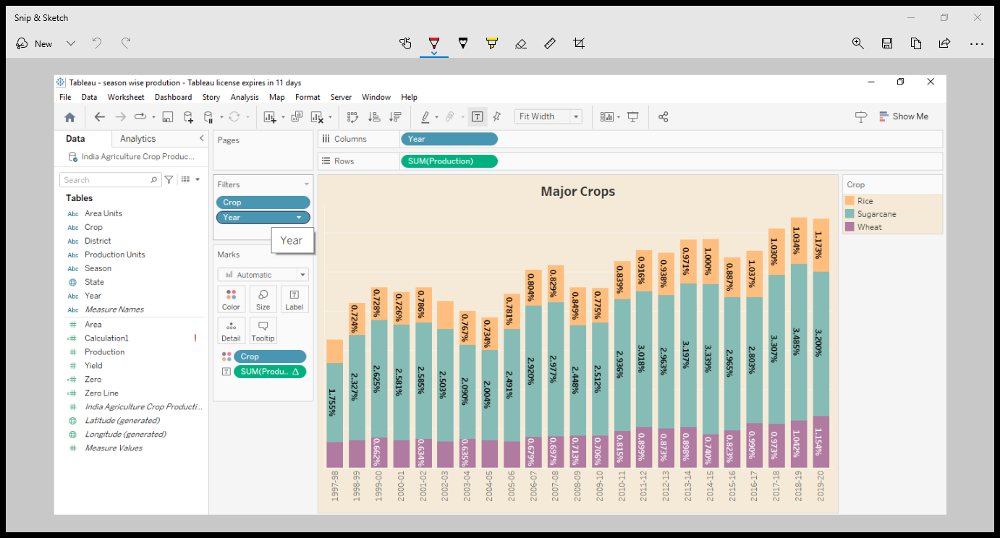 Snip & Sketch
New
Tableau - season wise prodution - Tableau license expires in 11 days
File Data Worksheet Dashboard Story Analysis Map Format Server Window Help
Fit Width
Show Me
Data Analytics
India Agriculture Crop Produc...
Search
Tables
Abc Area Units
Abc Crop
Abc District
Abc Production Units
Abc Season
State
Abc Year
Abc Measure Names
Area
Calculation1 !
Production
Yield
Zero
Zero Line
India Agriculture Crop Producti...
Latitude (generated)
Longitude (generated)
Measure Values
Pages
Filters
Crop
Year
Year
Marks
Automatic
Color Size Label
Detail Tooltip
Crop
SUM(Produ..
Columns Year
Rows SUM(Production)
Major Crops
0.724% 0.728% 0.726% 0.786% 0.767% 0.734% 0.781% 0.804% 0.829% 0.849% 0.775% 0.839% 0.916% 0.938% 0.971% 1.000% 0.887% 1.037% 1.030% 1.034% 1.173%
1.755% 2.327% 2.625% 2.581% 2.585% 2.503% 2.090% 2.004% 2.491% 2.920% 2.977% 2.448% 2.512% 2.936% 3.018% 2.963% 3.197% 3.339% 2.965% 2.803% 3.307% 3.485% 3.200%
0.662% 0.634% 0.635% 0.679% 0.697% 0.713% 0.706% 0.815% 0.899% 0.873% 0.898% 0.740% 0.823% 0.990% 0.973% 1.042% 1.154%
1997-98 1998-99 1999-00 2000-01 2001-02 2002-03 2003-04 2004-05 2005-06 2006-07 2007-08 2008-09 2009-10 2010-11 2011-12 2012-13 2013-14 2014-15 2015-16 2016-17 2017-18 2018-19 2019-20
Crop
Rice
Sugarcane
Wheat